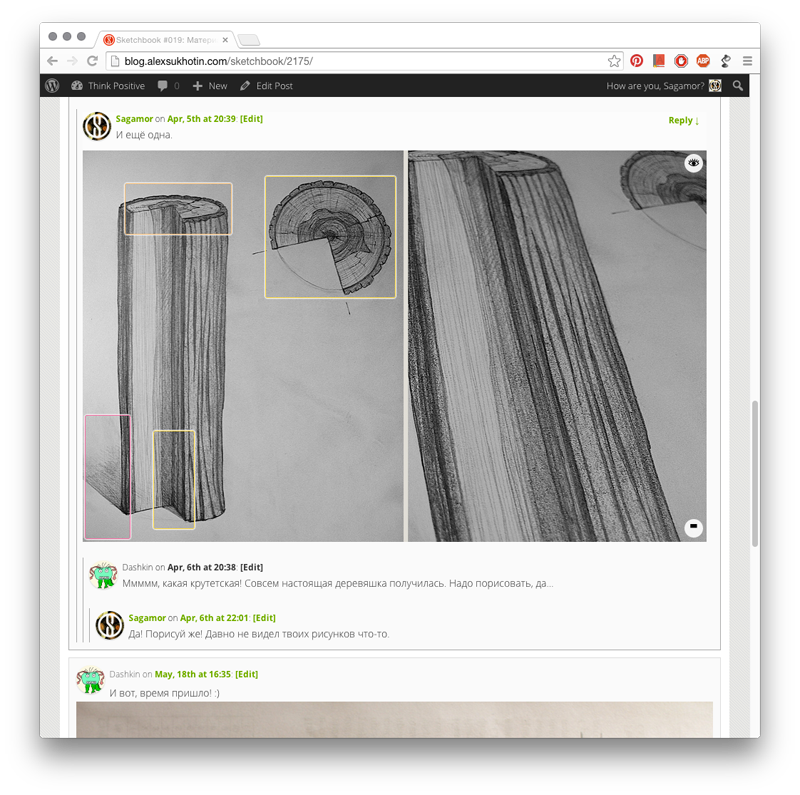 Sketchbook #019: Матери
blog.alexsukhotin.com/sketchbook/2175/
ABP
Think Positive 0 New Edit Post How are you, Sagamor?
Sagamor on Apr, 5th at 20:39: [Edit] Reply ↓
И ещё одна.
Dashkin on Apr, 6th at 20:38: [Edit]
Ммммм, какая крутетская! Совсем настоящая деревяшка получилась. Надо порисовать, да...
Sagamor on Apr, 6th at 22:01: [Edit]
Да! Порисуй же! Давно не видел твоих рисунков что-то.
Dashkin on May, 18th at 16:35: [Edit]
И вот, время пришло! :)